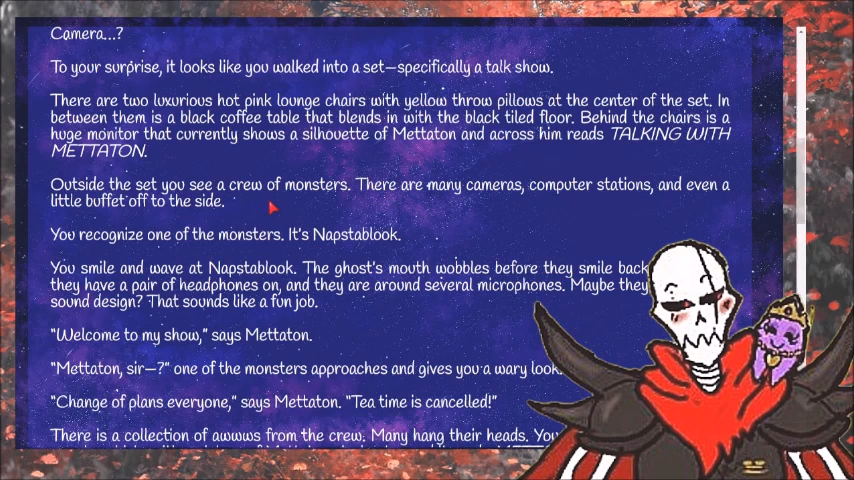 Camera...?
To your surprise, it looks like you walked into a set—specifically a talk show.
There are two luxurious hot pink lounge chairs with yellow throw pillows at the center of the set. In
between them is a black coffee table that blends in with the black tiled floor. Behind the chairs is a
huge monitor that currently shows a silhouette of Mettaton and across him reads TALKING WITH
METTATON.
Outside the set you see a crew of monsters. There are many cameras, computer stations, and even a
little buffet off to the side.
You recognize one of the monsters. It's Napstablook.
You smile and wave at Napstablook. The ghost's mouth wobbles before they smile back
they have a pair of headphones on, and they are around several microphones. Maybe they
sound design? That sounds like a fun job.
"Welcome to my show," says Mettaton.
"Mettaton, sir—?" one of the monsters approaches and gives you a wary look.
"Change of plans everyone," says Mettaton. "Tea time is cancelled!"
There is a collection of awwws from the crew. Many hang their heads. You